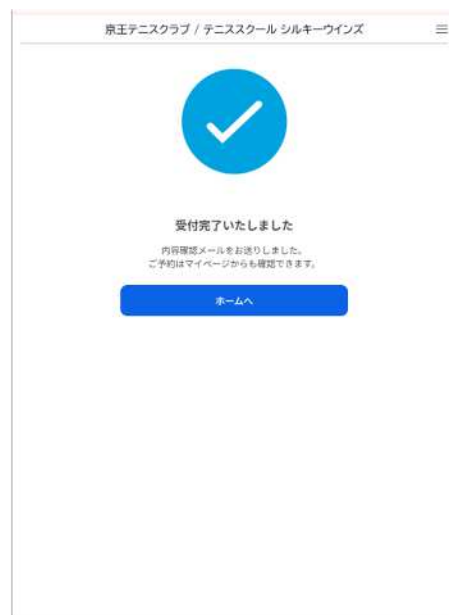 京王テニスクラブ / テニススクール シルキーウインズ
受付完了いたしました
内容確認メールをお送りしました。
ご予約はマイページからも確認できます。
ホームへ